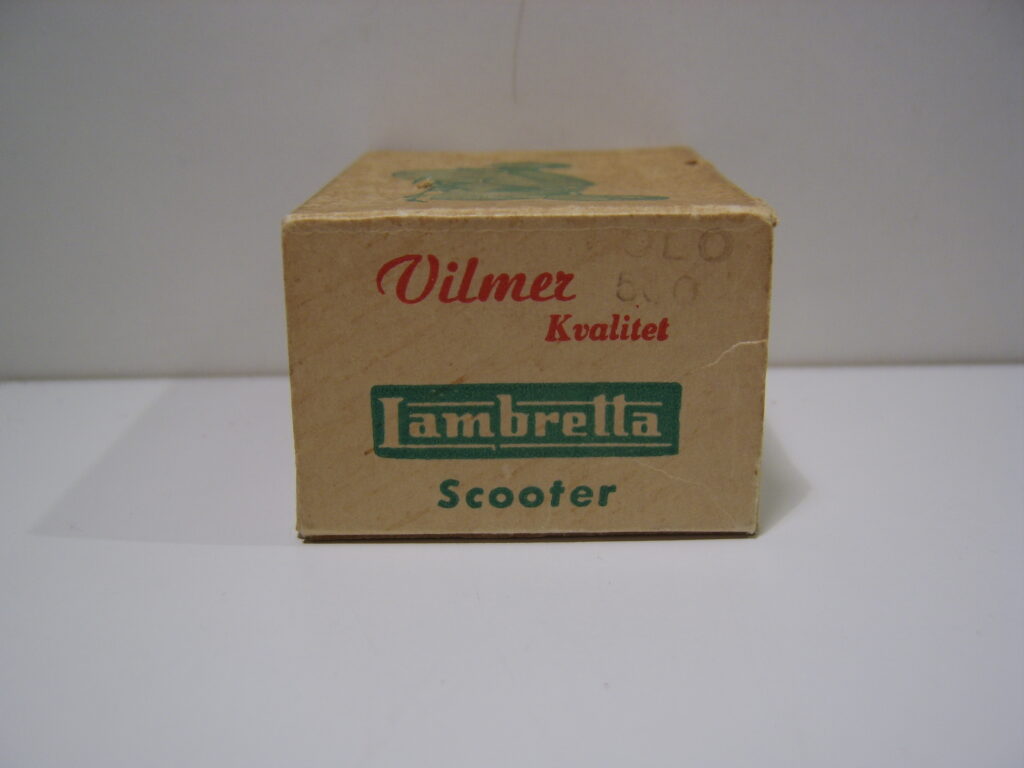 Vilmer
Kvalitet
Lambretta
Scooter